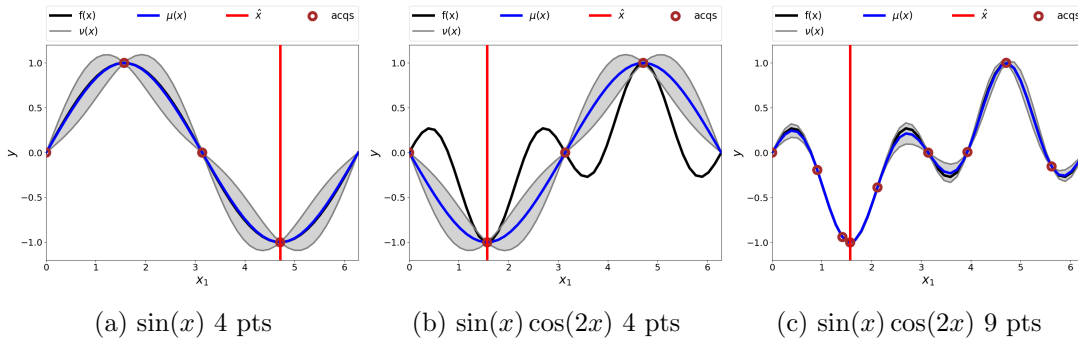 f(x) μ(x) x̂ acqs
ν(x)
f(x) μ(x) x̂ acqs
ν(x)
f(x) μ(x) x̂ acqs
ν(x)
1.0
0.5
0.0
−0.5
−1.0
y
0 1 2 3 4 5 6
x₁
1.0
0.5
0.0
−0.5
−1.0
y
0 1 2 3 4 5 6
x₁
1.0
0.5
0.0
−0.5
−1.0
y
0 1 2 3 4 5 6
x₁
(a) sin(x) 4 pts
(b) sin(x) cos(2x) 4 pts
(c) sin(x) cos(2x) 9 pts